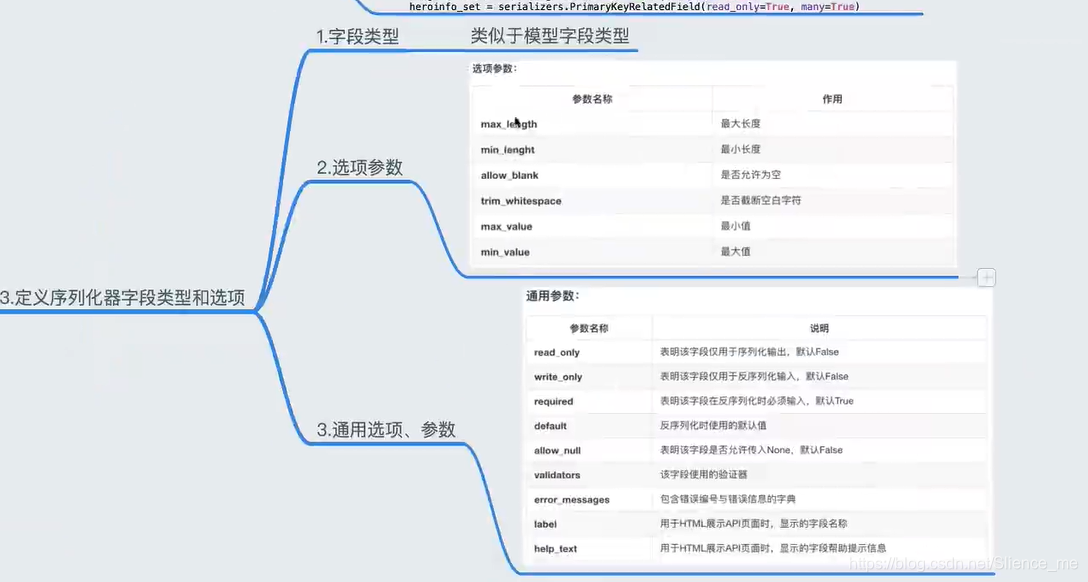 heroinfo_set = serializers.PrimaryKeyRelatedField(read_only=True, many=True)
1.字段类型
类似于模型字段类型
选项参数：
参数名称 作用
max_length 最大长度
min_lenght 最小长度
allow_blank 是否允许为空
trim_whitespace 是否截断空白字符
max_value 最小值
min_value 最大值
2.选项参数
3.定义序列化器字段类型和选项
通用参数：
参数名称 说明
read_only 表明该字段仅用于序列化输出，默认False
write_only 表明该字段仅用于反序列化输入，默认False
required 表明该字段在反序列化时必须输入，默认True
default 反序列化时使用的默认值
allow_null 表明该字段是否允许传入None，默认False
validators 该字段使用的验证器
error_messages 包含错误编号与错误信息的字典
label 用于HTML展示API页面时，显示的字段名称
help_text 用于HTML展示API页面时，显示的字段帮助提示信息
3.通用选项、参数
https://blog.csdn.net/Slience_me